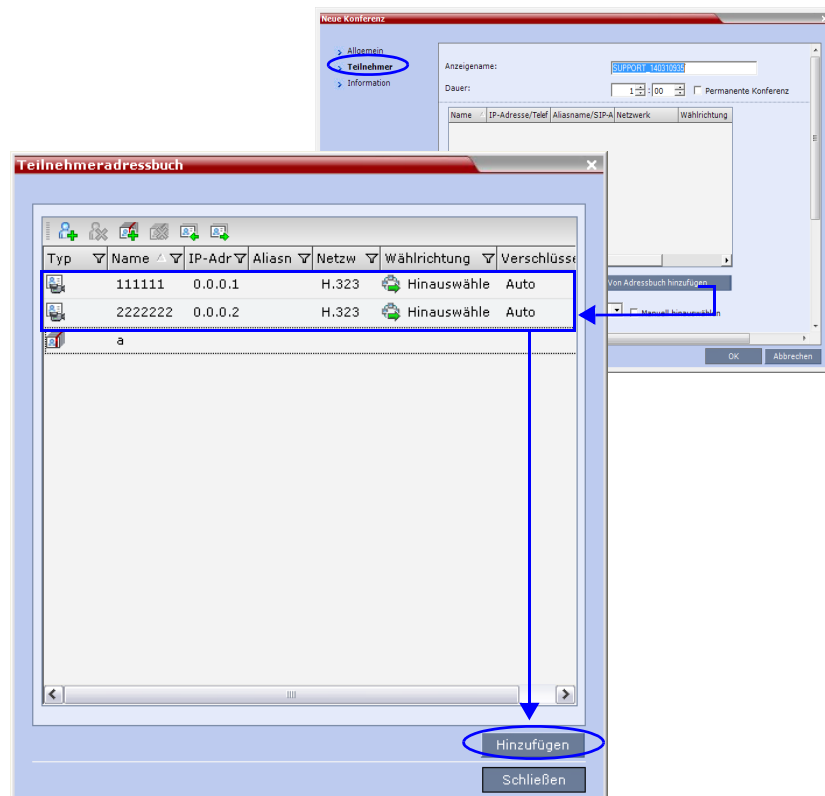 Neue Konferenz
Allgemein
Teilnehmer
Information
Anzeigename:
SUPPORT_140310935
Dauer:
1 : 00
Permanente Konferenz
Name IP-Adresse/Telef Aliasname/SIP-A Netzwerk Wählrichtung
Von Adressbuch hinzufügen
Manuell hinauswählen
OK Abbrechen
Teilnehmeradressbuch
Typ Name IP-Adr Aliasn Netzw Wählrichtung Verschlüsse
111111 0.0.0.1 H.323 Hinauswähle Auto
2222222 0.0.0.2 H.323 Hinauswähle Auto
a
Hinzufügen
Schließen